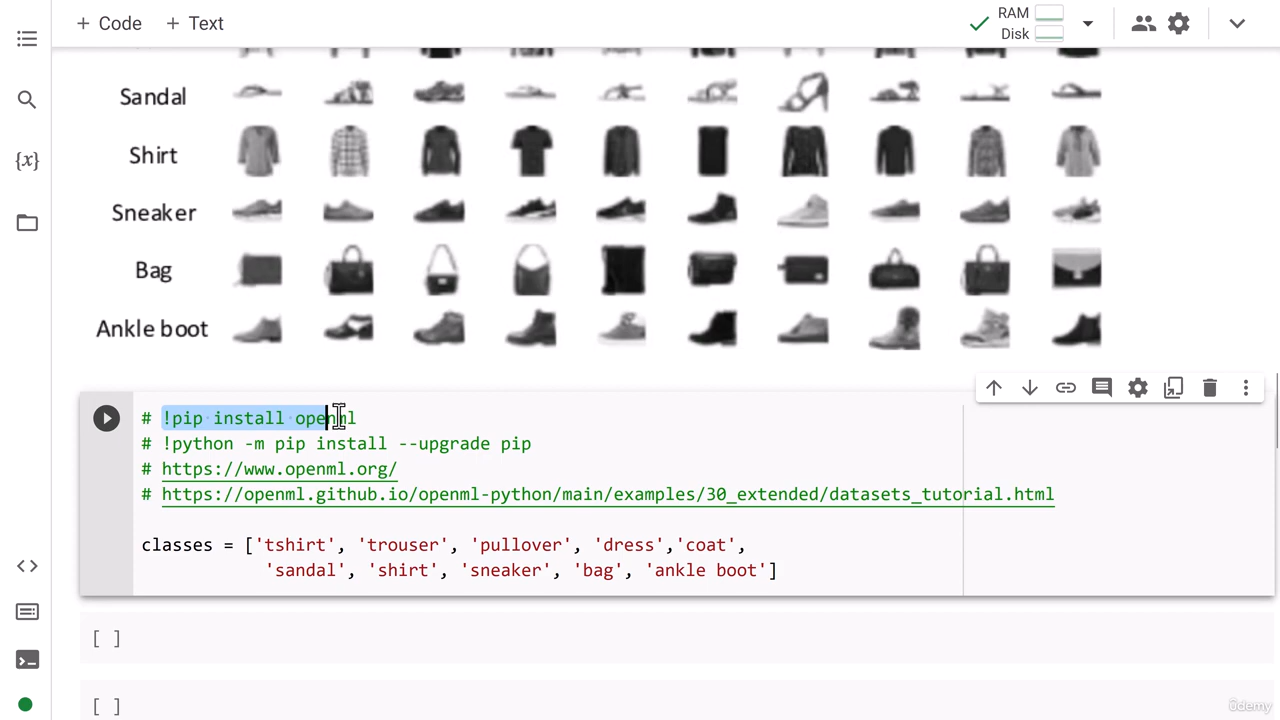 + Code + Text
RAM
Disk
Sandal
Shirt
Sneaker
Bag
Ankle boot
# !pip install openml
# !python -m pip install --upgrade pip
# https://www.openml.org/
# https://openml.github.io/openml-python/main/examples/30_extended/datasets_tutorial.html
classes = ['tshirt', 'trouser', 'pullover', 'dress','coat',
'sandal', 'shirt', 'sneaker', 'bag', 'ankle boot']
[ ]
[ ]
ûdemy